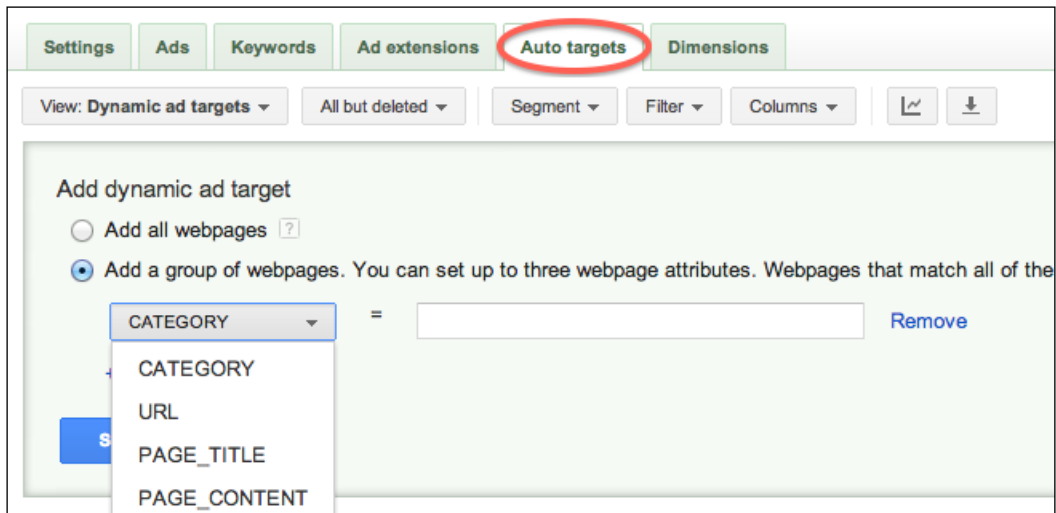 Settings Ads Keywords Ad extensions Auto targets Dimensions
View: Dynamic ad targets All but deleted Segment Filter Columns
Add dynamic ad target
Add all webpages ?
Add a group of webpages. You can set up to three webpage attributes. Webpages that match all of the
CATEGORY = Remove
CATEGORY
+
URL
S
PAGE_TITLE
PAGE_CONTENT